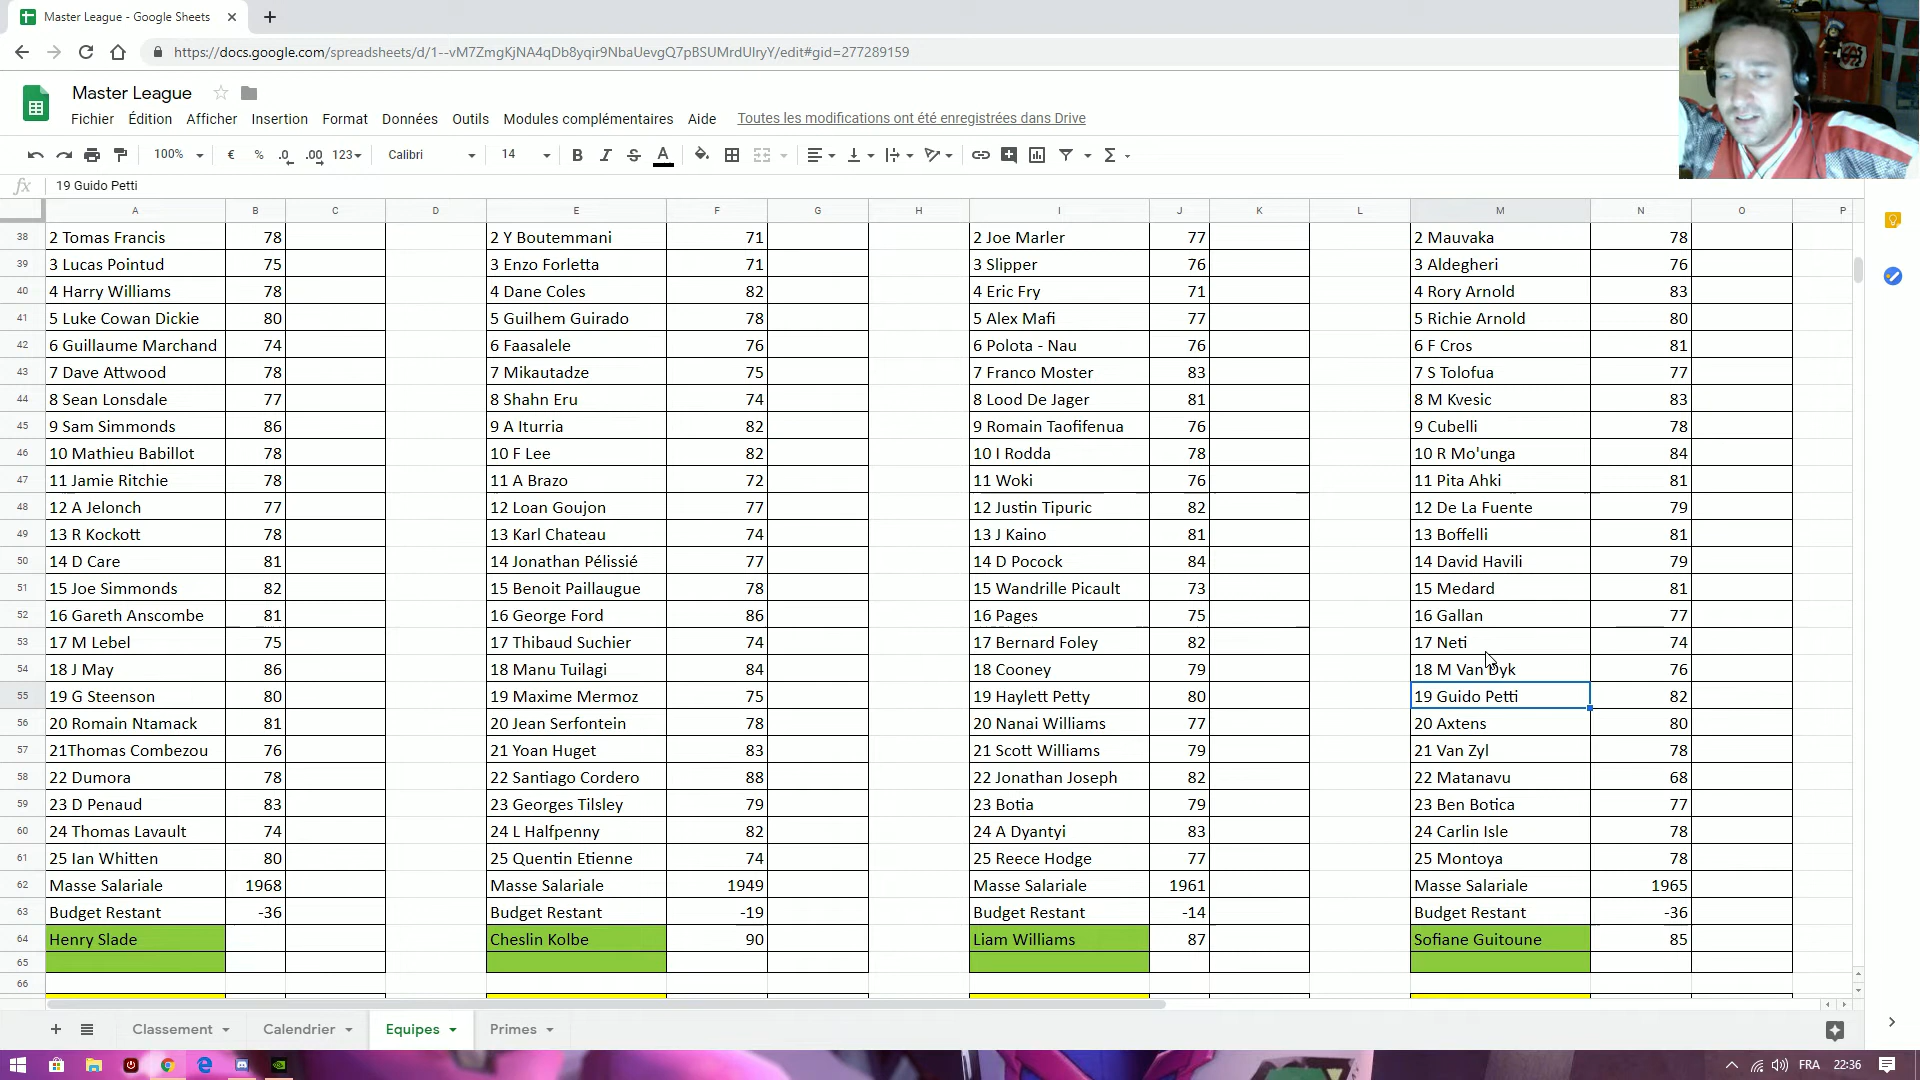 Master League - Google Sheets
https://docs.google.com/spreadsheets/d/1--vM7ZmgKjNA4qDb8yqir9NbaUevgQ7pBSUMrdUIryY/edit#gid=277289159
Master League
Fichier Édition Afficher Insertion Format Données Outils Modules complémentaires Aide Toutes les modifications ont été enregistrées dans Drive
100% € % .0 .00 123 Calibri 14 B I S A Σ
fx 19 Guido Petti
A B C D E F G H I J K L M N O P
38 2 Tomas Francis 78 2 Y Boutemmani 71 2 Joe Marler 77 2 Mauvaka 78
39 3 Lucas Pointud 75 3 Enzo Forletta 71 3 Slipper 76 3 Aldegheri 76
40 4 Harry Williams 78 4 Dane Coles 82 4 Eric Fry 71 4 Rory Arnold 83
41 5 Luke Cowan Dickie 80 5 Guilhem Guirado 78 5 Alex Mafi 77 5 Richie Arnold 80
42 6 Guillaume Marchand 74 6 Faasalele 76 6 Polota - Nau 76 6 F Cros 81
43 7 Dave Attwood 78 7 Mikautadze 75 7 Franco Moster 83 7 S Tolofua 77
44 8 Sean Lonsdale 77 8 Shahn Eru 74 8 Lood De Jager 81 8 M Kvesic 83
45 9 Sam Simmonds 86 9 A Iturria 82 9 Romain Taofifenua 76 9 Cubelli 78
46 10 Mathieu Babillot 78 10 F Lee 82 10 I Rodda 78 10 R Mo'unga 84
47 11 Jamie Ritchie 78 11 A Brazo 72 11 Woki 76 11 Pita Ahki 81
48 12 A Jelonch 77 12 Loan Goujon 77 12 Justin Tipuric 82 12 De La Fuente 79
49 13 R Kockott 78 13 Karl Chateau 74 13 J Kaino 81 13 Boffelli 81
50 14 D Care 81 14 Jonathan Pélissié 77 14 D Pocock 84 14 David Havili 79
51 15 Joe Simmonds 82 15 Benoit Paillaugue 78 15 Wandrille Picault 73 15 Medard 81
52 16 Gareth Anscombe 81 16 George Ford 86 16 Pages 75 16 Gallan 77
53 17 M Lebel 75 17 Thibaud Suchier 74 17 Bernard Foley 82 17 Neti 74
54 18 J May 86 18 Manu Tuilagi 84 18 Cooney 79 18 M Van Dyk 76
55 19 G Steenson 80 19 Maxime Mermoz 75 19 Haylett Petty 80 19 Guido Petti 82
56 20 Romain Ntamack 81 20 Jean Serfontein 78 20 Nanai Williams 77 20 Axtens 80
57 21Thomas Combezou 76 21 Yoan Huget 83 21 Scott Williams 79 21 Van Zyl 78
58 22 Dumora 78 22 Santiago Cordero 88 22 Jonathan Joseph 82 22 Matanavu 68
59 23 D Penaud 83 23 Georges Tilsley 79 23 Botia 79 23 Ben Botica 77
60 24 Thomas Lavault 74 24 L Halfpenny 82 24 A Dyantyi 83 24 Carlin Isle 78
61 25 Ian Whitten 80 25 Quentin Etienne 74 25 Reece Hodge 77 25 Montoya 78
62 Masse Salariale 1968 Masse Salariale 1949 Masse Salariale 1961 Masse Salariale 1965
63 Budget Restant -36 Budget Restant -19 Budget Restant -14 Budget Restant -36
64 Henry Slade Cheslin Kolbe 90 Liam Williams 87 Sofiane Guitoune 85
65
66
Classement Calendrier Equipes Primes
FRA 22:36